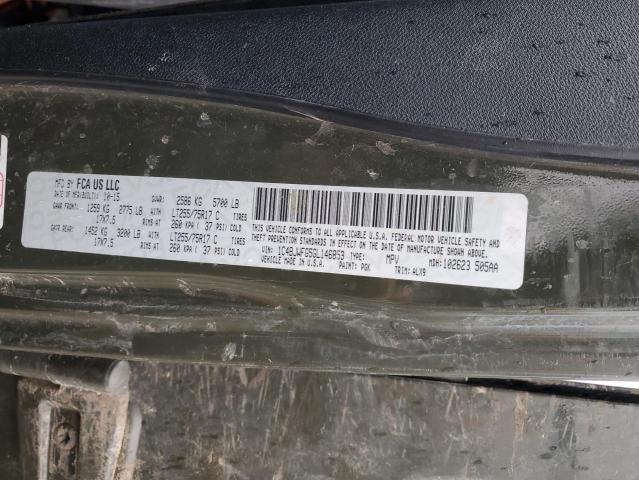 MFD BY FCA US LLC
DATE OF MFR/BUILT: 10-15 GVWR: 2586 KG 5700 LB
GAWR FRONT: 1259 KG 2775 LB WITH LT255/75R17 C TIRES
17X7.5 RIMS AT 260 KPA ( 37 PSI) COLD
GAWR REAR: 1452 KG 3200 LB WITH LT255/75R17 C TIRES
17X7.5 RIMS AT 260 KPA ( 37 PSI) COLD
THIS VEHICLE CONFORMS TO ALL APPLICABLE U.S.A. FEDERAL MOTOR VEHICLE SAFETY AND
THEFT PREVENTION STANDARDS IN EFFECT ON THE DATE OF MANUFACTURE SHOWN ABOVE.
VIN: 1C4BJWFG5GL146853 TYPE: MPV MDH: 102623 505AA
VEHICLE MADE IN U.S.A. PAINT: PGK TRIM: ALX9